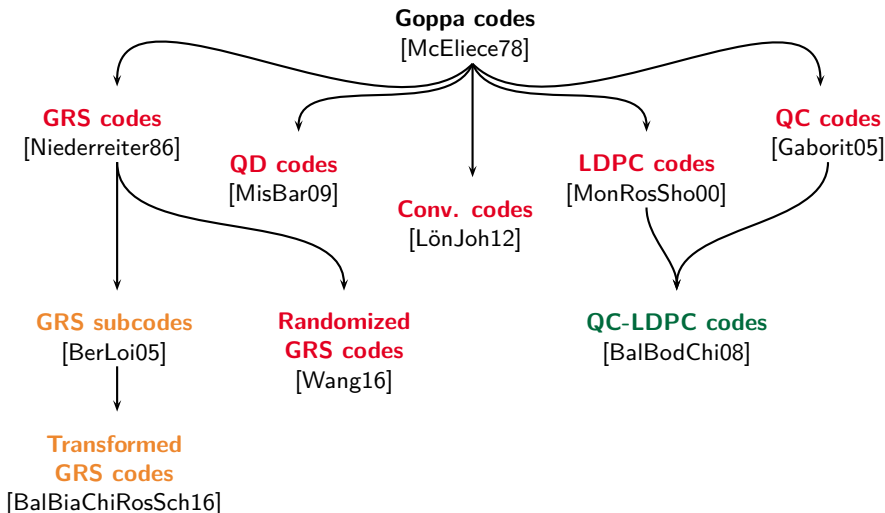 Goppa codes
[McEliece78]
GRS codes
[Niederreiter86]
QD codes
[MisBar09]
Conv. codes
[LönJoh12]
LDPC codes
[MonRosSho00]
QC codes
[Gaborit05]
GRS subcodes
[BerLoi05]
Randomized
GRS codes
[Wang16]
QC-LDPC codes
[BalBodChi08]
Transformed
GRS codes
[BalBiaChiRosSch16]